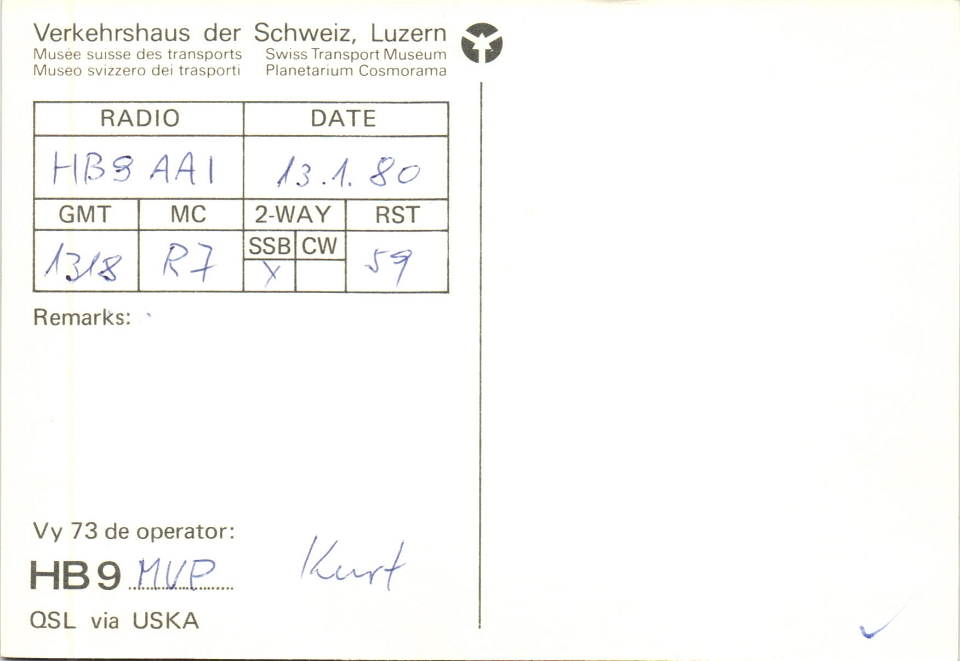 Verkehrshaus der Schweiz, Luzern
Musée suisse des transports Swiss Transport Museum
Museo svizzero dei trasporti Planetarium Cosmorama
RADIO DATE
HB9 AAI 13.1.80
GMT MC 2-WAY RST
SSB CW
1318 R7 X 59
Remarks:
Vy 73 de operator:
HB9 MVP Kurt
QSL via USKA